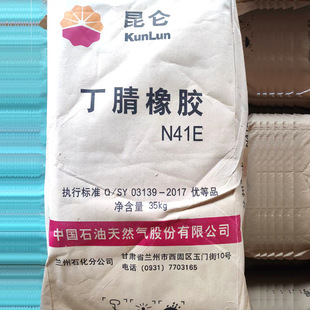 昆仑
KunLun
丁腈橡胶
N41E
执行标准 Q/SY 03139-2017 优等品
净含量 35kg
中国石油天然气股份有限公司
兰州石化分公司 甘肃省兰州市西固区玉门街10号
电话 (0931) 7703165